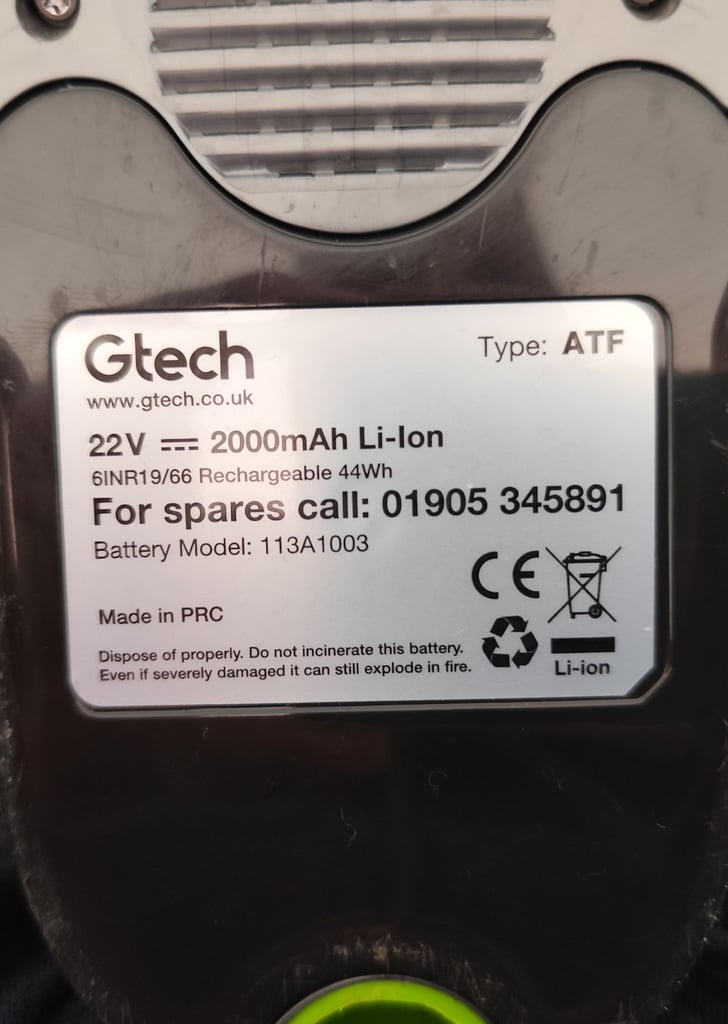 Gtech
Type: ATF
www.gtech.co.uk
22V 2000mAh Li-Ion
6INR19/66 Rechargeable 44Wh
For spares call: 01905 345891
Battery Model: 113A1003
CE
Made in PRC
Dispose of properly. Do not incinerate this battery.
Even if severely damaged it can still explode in fire.
Li-ion